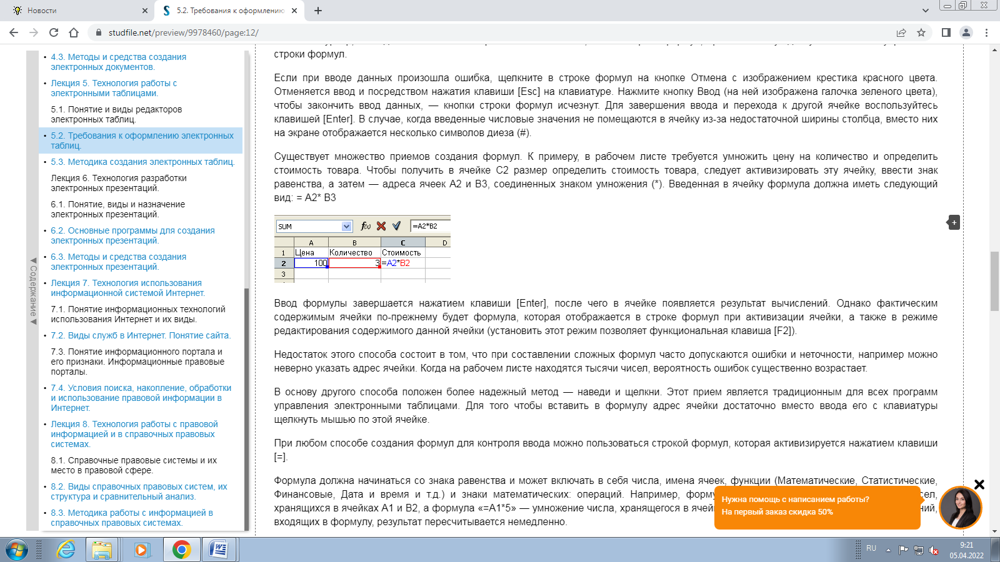 Новости
5.2. Требования к оформлению
studfile.net/preview/9978460/page:12/
4.3. Методы и средства создания
электронных документов.
Лекция 5. Технология работы с
электронными таблицами.
5.1. Понятие и виды редакторов
электронных таблиц.
5.2. Требования к оформлению электронных
таблиц.
5.3. Методика создания электронных таблиц.
Лекция 6. Технология разработки
электронных презентаций.
6.1. Понятие, виды и назначение
электронных презентаций.
6.2. Основные программы для создания
электронных презентаций.
6.3. Методы и средства создания
электронных презентаций.
Лекция 7. Технология использования
информационной системой Интернет.
7.1. Понятие информационных технологий
использования Интернет и их виды.
7.2. Виды служб в Интернет. Понятие сайта.
7.3. Понятие информационного портала и
его признаки. Информационные правовые
порталы.
7.4. Условия поиска, накопление, обработки
и использование правовой информации в
Интернет.
Лекция 8. Технология работы с правовой
информацией и в справочных правовых
системах.
8.1. Справочные правовые системы и их
место в правовой сфере.
8.2. Виды справочных правовых систем, их
структура и сравнительный анализ.
8.3. Методика работы с информацией в
справочных правовых системах.
◀ Содержание ◀
строки формул.
Если при вводе данных произошла ошибка, щелкните в строке формул на кнопке Отмена с изображением крестика красного цвета.
Отменяется ввод и посредством нажатия клавиши [Esc] на клавиатуре. Нажмите кнопку Ввод (на ней изображена галочка зеленого цвета),
чтобы закончить ввод данных, — кнопки строки формул исчезнут. Для завершения ввода и перехода к другой ячейке воспользуйтесь
клавишей [Enter]. В случае, когда введенные числовые значения не помещаются в ячейку из-за недостаточной ширины столбца, вместо них
на экране отображается несколько символов диеза (#).
Существует множество приемов создания формул. К примеру, в рабочем листе требуется умножить цену на количество и определить
стоимость товара. Чтобы получить в ячейке С2 размер определить стоимость товара, следует активизировать эту ячейку, ввести знак
равенства, а затем — адреса ячеек А2 и В3, соединенных знаком умножения (*). Введенная в ячейку формула должна иметь следующий
вид: = А2* В3
SUM f(x) =A2*B2
A B C D
1 Цена Количество Стоимость
2 100 3 =A2*B2
3
Ввод формулы завершается нажатием клавиши [Enter], после чего в ячейке появляется результат вычислений. Однако фактическим
содержимым ячейки по-прежнему будет формула, которая отображается в строке формул при активизации ячейки, а также в режиме
редактирования содержимого данной ячейки (установить этот режим позволяет функциональная клавиша [F2]).
Недостаток этого способа состоит в том, что при составлении сложных формул часто допускаются ошибки и неточности, например можно
неверно указать адрес ячейки. Когда на рабочем листе находятся тысячи чисел, вероятность ошибок существенно возрастает.
В основу другого способа положен более надежный метод — наведи и щелкни. Этот прием является традиционным для всех программ
управления электронными таблицами. Для того чтобы вставить в формулу адрес ячейки достаточно вместо ввода его с клавиатуры
щелкнуть мышью по этой ячейке.
При любом способе создания формул для контроля ввода можно пользоваться строкой формул, которая активизируется нажатием клавиши
[=].
Формула должна начинаться со знака равенства и может включать в себя числа, имена ячеек, функции (Математические, Статистические,
Финансовые, Дата и время и т.д.) и знаки математических: операций. Например,
хранящихся в ячейках А1 и В2, а формула «=А1*5» — умножение числа, хранящегося в
входящих в формулу, результат пересчитывается немедленно.
Нужна помощь с написанием работы?
На первый заказ скидка 50%
RU
9:21
05.04.2022